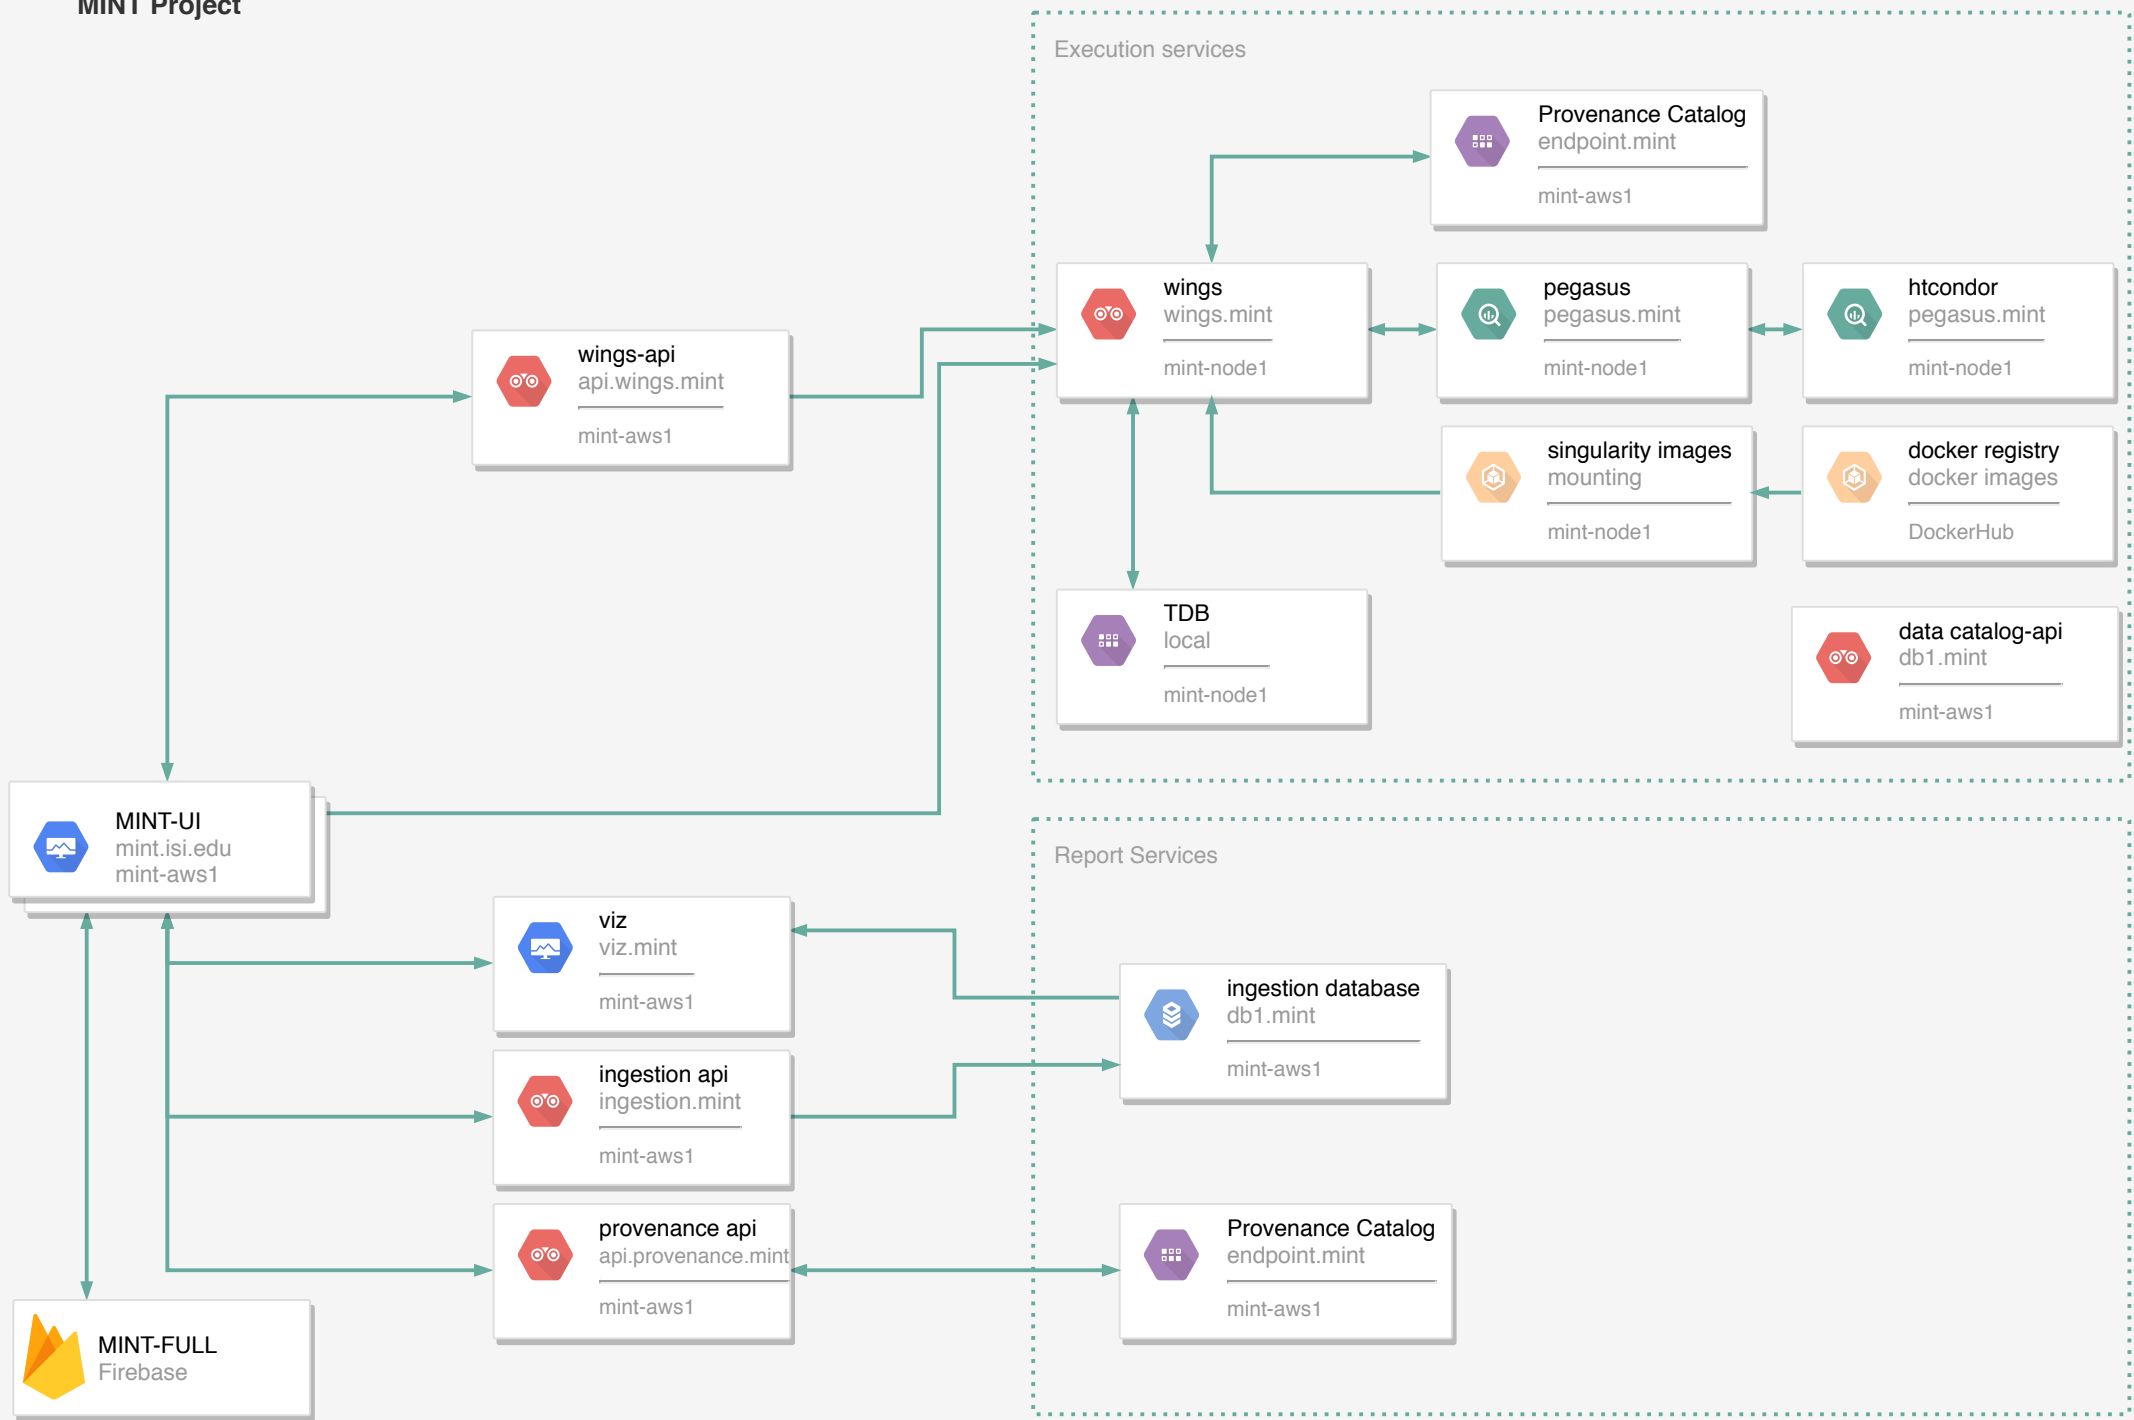 MINT Project
Execution services
Provenance Catalog
endpoint.mint
mint-aws1
wings
wings.mint
mint-node1
pegasus
pegasus.mint
mint-node1
htcondor
pegasus.mint
mint-node1
wings-api
api.wings.mint
mint-aws1
singularity images
mounting
mint-node1
docker registry
docker images
DockerHub
TDB
local
mint-node1
data catalog-api
db1.mint
mint-aws1
MINT-UI
mint.isi.edu
mint-aws1
Report Services
viz
viz.mint
mint-aws1
ingestion database
db1.mint
mint-aws1
ingestion api
ingestion.mint
mint-aws1
provenance api
api.provenance.mint
mint-aws1
Provenance Catalog
endpoint.mint
mint-aws1
MINT-FULL
Firebase